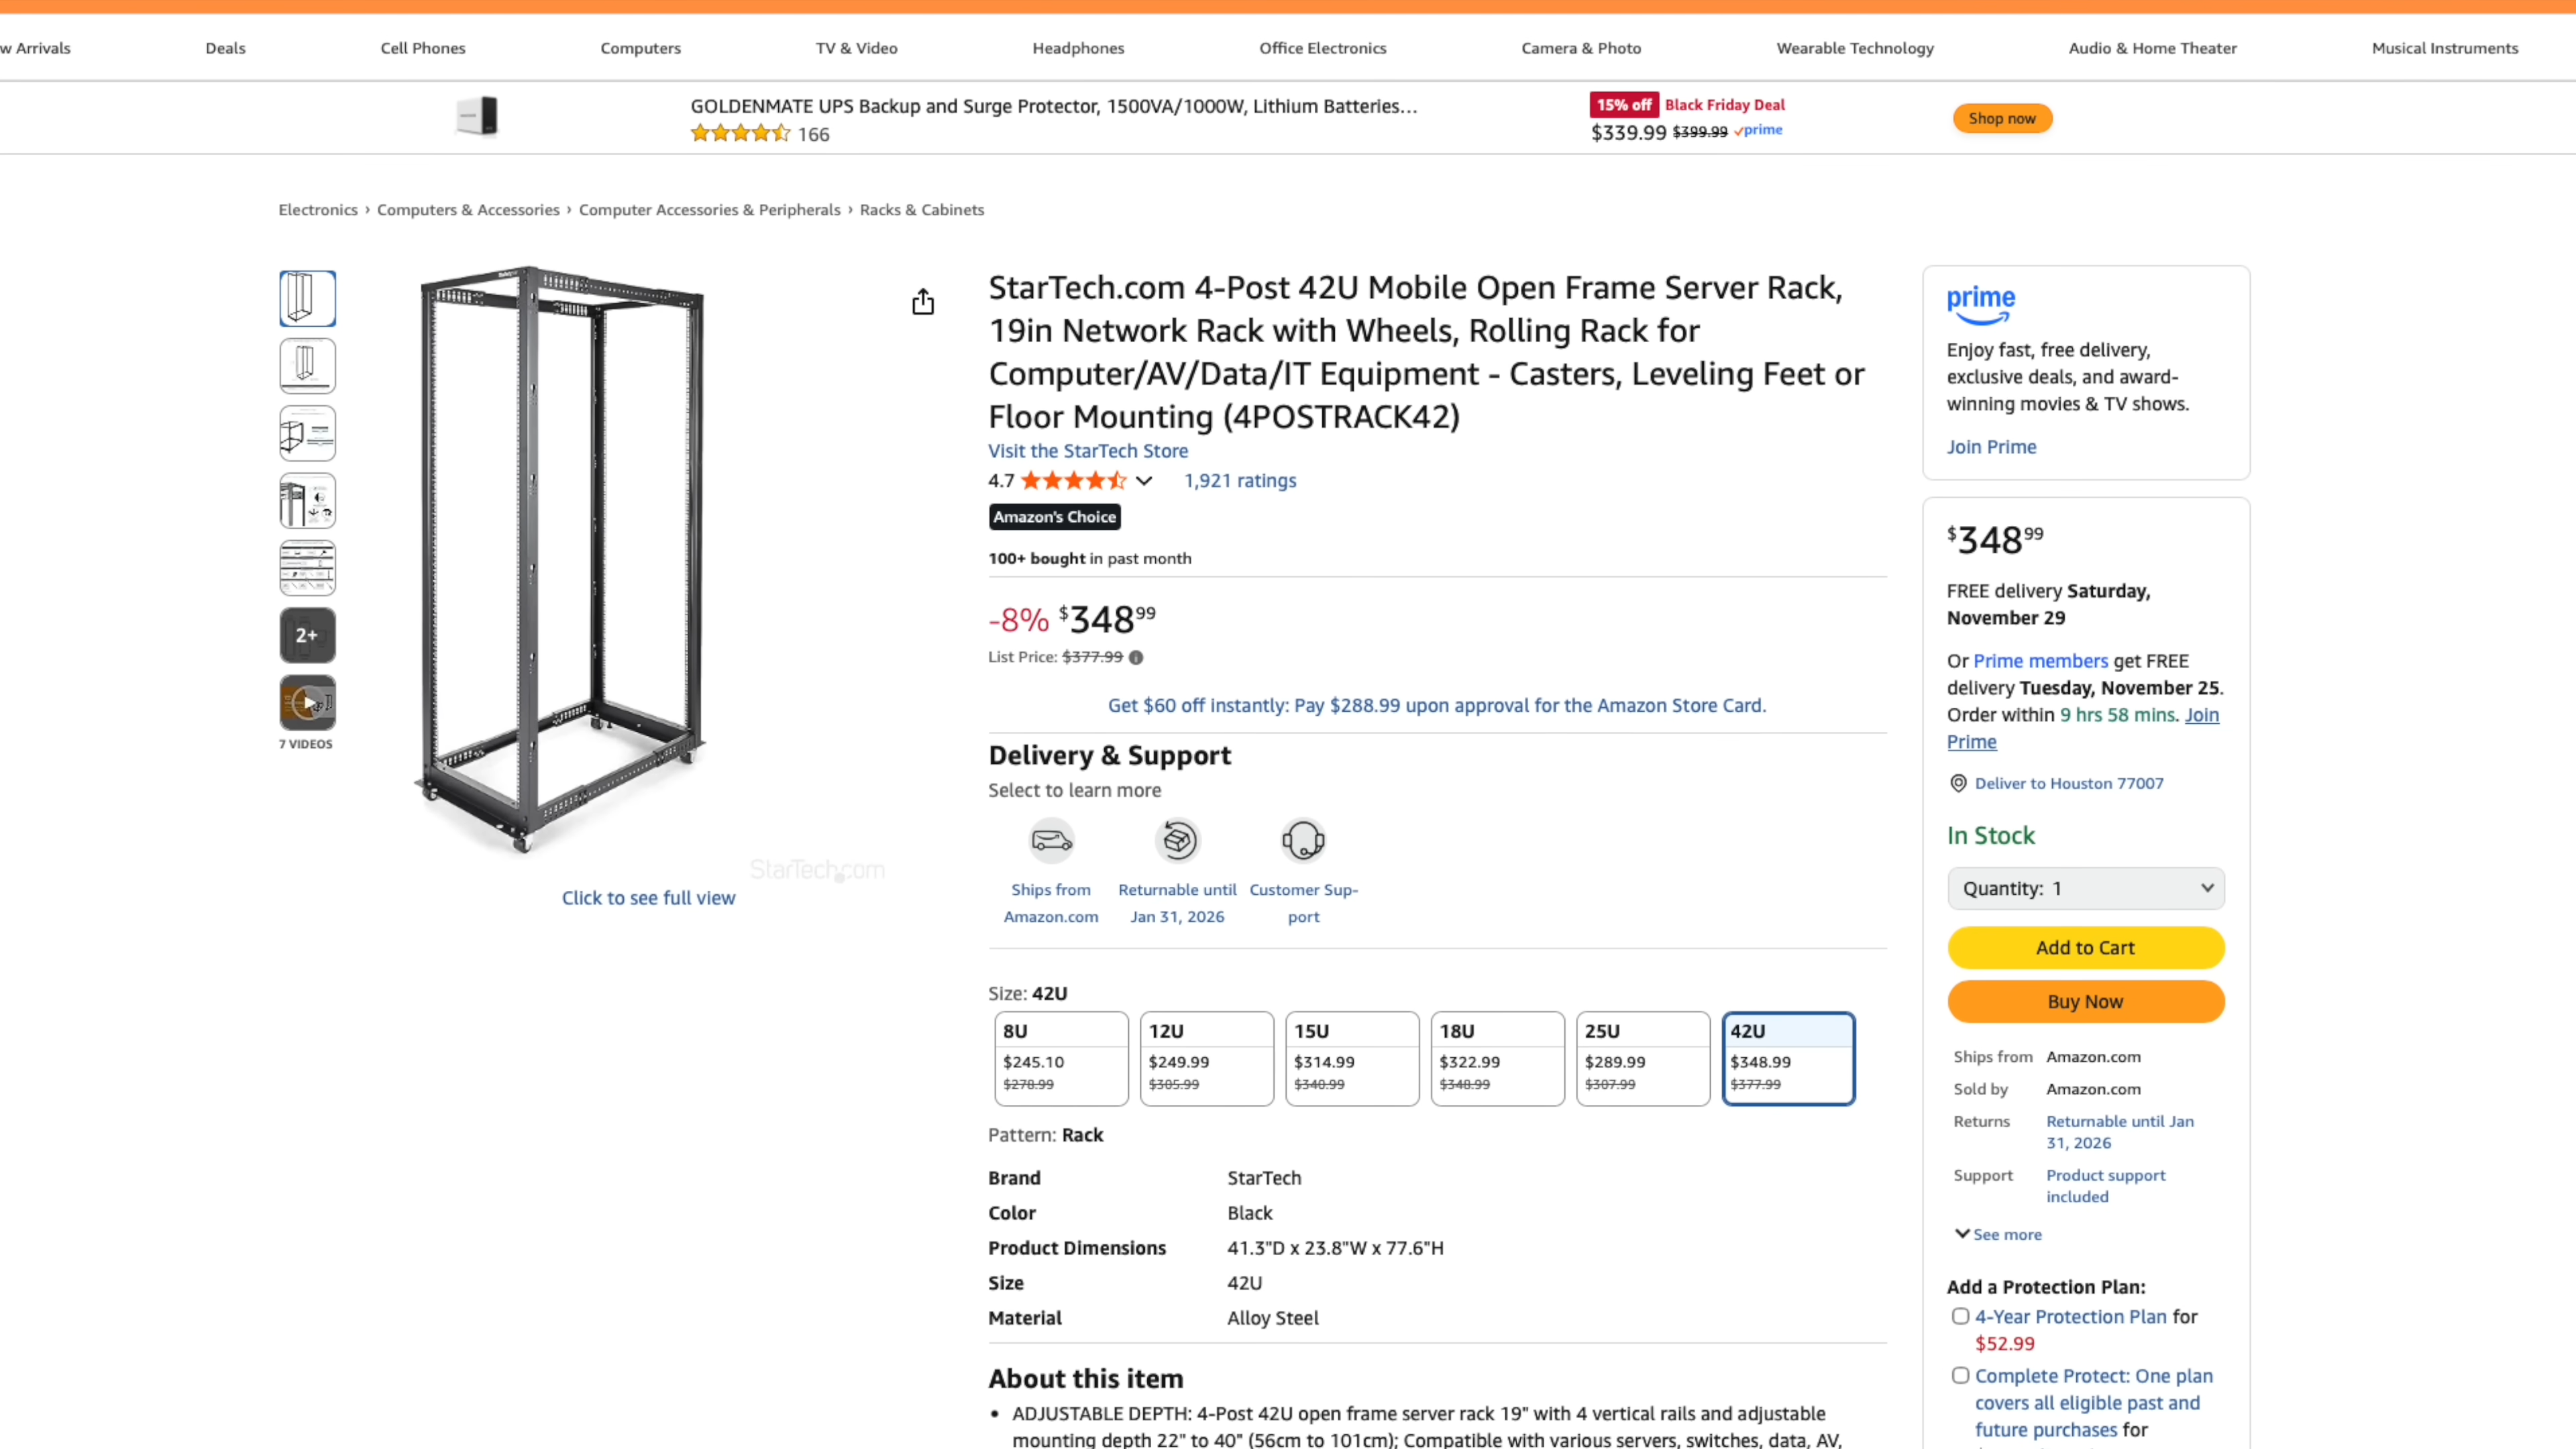 w Arrivals
Deals
Cell Phones
Computers
TV & Video
Headphones
Office Electronics
Camera & Photo
Wearable Technology
Audio & Home Theater
Musical Instruments
GOLDENMATE UPS Backup and Surge Protector, 1500VA/1000W, Lithium Batteries...
166
15% off Black Friday Deal
$339.99 $399.99 prime
Shop now
Electronics › Computers & Accessories › Computer Accessories & Peripherals › Racks & Cabinets
2+
7 VIDEOS
StarTech.com
Click to see full view
StarTech.com 4-Post 42U Mobile Open Frame Server Rack,
19in Network Rack with Wheels, Rolling Rack for
Computer/AV/Data/IT Equipment - Casters, Leveling Feet or
Floor Mounting (4POSTRACK42)
Visit the StarTech Store
4.7 1,921 ratings
Amazon's Choice
100+ bought in past month
-8% $348 99
List Price: $377.99
Get $60 off instantly: Pay $288.99 upon approval for the Amazon Store Card.
Delivery & Support
Select to learn more
Ships from
Amazon.com
Returnable until
Jan 31, 2026
Customer Sup-
port
Size: 42U
8U
$245.10
$278.99
12U
$249.99
$305.99
15U
$314.99
$340.99
18U
$322.99
$348.99
25U
$289.99
$307.99
42U
$348.99
$377.99
Pattern: Rack
Brand StarTech
Color Black
Product Dimensions 41.3"D x 23.8"W x 77.6"H
Size 42U
Material Alloy Steel
About this item
• ADJUSTABLE DEPTH: 4-Post 42U open frame server rack 19" with 4 vertical rails and adjustable
mounting depth 22" to 40" (56cm to 101cm); Compatible with various servers, switches, data, AV,
prime
Enjoy fast, free delivery,
exclusive deals, and award-
winning movies & TV shows.
Join Prime
$348 99
FREE delivery Saturday,
November 29
Or Prime members get FREE
delivery Tuesday, November 25.
Order within 9 hrs 58 mins. Join
Prime
Deliver to Houston 77007
In Stock
Quantity: 1
Add to Cart
Buy Now
Ships from Amazon.com
Sold by Amazon.com
Returns Returnable until Jan
31, 2026
Support Product support
included
See more
Add a Protection Plan:
4-Year Protection Plan for
$52.99
Complete Protect: One plan
covers all eligible past and
future purchases for